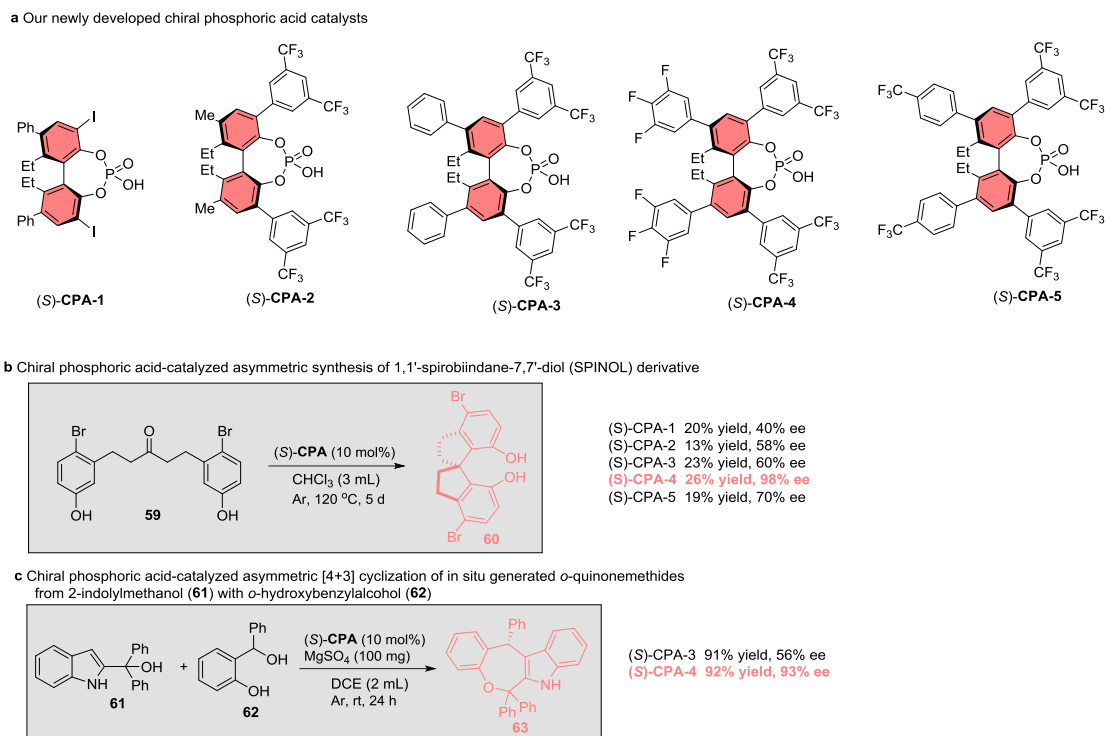 a Our newly developed chiral phosphoric acid catalysts
Ph I Et Et Ph I O O P O OH
(S)-CPA-1
CF3 CF3 Me Et Et Me O O P O OH CF3 CF3
(S)-CPA-2
CF3 CF3 Et Et O O P O OH CF3 CF3
(S)-CPA-3
F F F CF3 CF3 Et Et O O P O OH F F F CF3 CF3
(S)-CPA-4
F3C CF3 CF3 Et Et O O P O OH F3C CF3 CF3
(S)-CPA-5
b Chiral phosphoric acid-catalyzed asymmetric synthesis of 1,1'-spirobiindane-7,7'-diol (SPINOL) derivative
Br O Br
OH OH
59
(S)-CPA (10 mol%)
CHCl3 (3 mL)
Ar, 120 oC, 5 d
Br
OH
OH
Br
60
(S)-CPA-1 20% yield, 40% ee
(S)-CPA-2 13% yield, 58% ee
(S)-CPA-3 23% yield, 60% ee
(S)-CPA-4 26% yield, 98% ee
(S)-CPA-5 19% yield, 70% ee
c Chiral phosphoric acid-catalyzed asymmetric [4+3] cyclization of in situ generated o-quinonemethides
from 2-indolylmethanol (61) with o-hydroxybenzylalcohol (62)
Ph
OH
NH Ph
61
+
Ph
OH
OH
62
(S)-CPA (10 mol%)
MgSO4 (100 mg)
DCE (2 mL)
Ar, rt, 24 h
Ph
O NH
Ph Ph
63
(S)-CPA-3 91% yield, 56% ee
(S)-CPA-4 92% yield, 93% ee